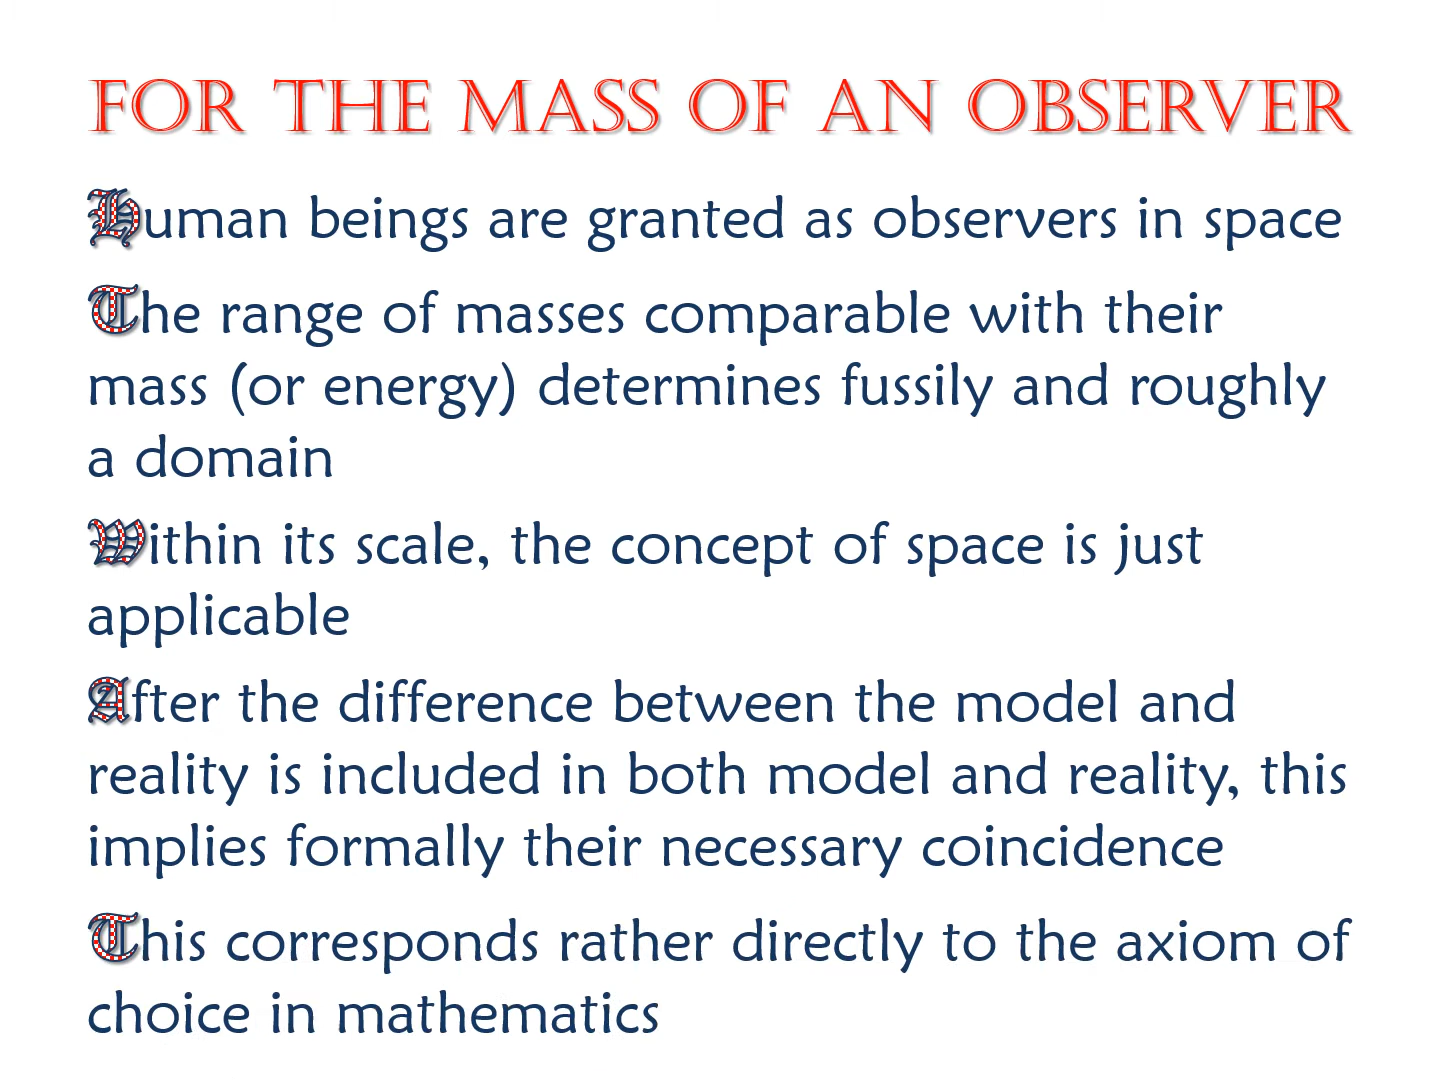 FOR THE MASS OF AN OBSERVER
Human beings are granted as observers in space
The range of masses comparable with their
mass (or energy) determines fussily and roughly
a domain
Within its scale, the concept of space is just
applicable
After the difference between the model and
reality is included in both model and reality, this
implies formally their necessary coincidence
This corresponds rather directly to the axiom of
choice in mathematics